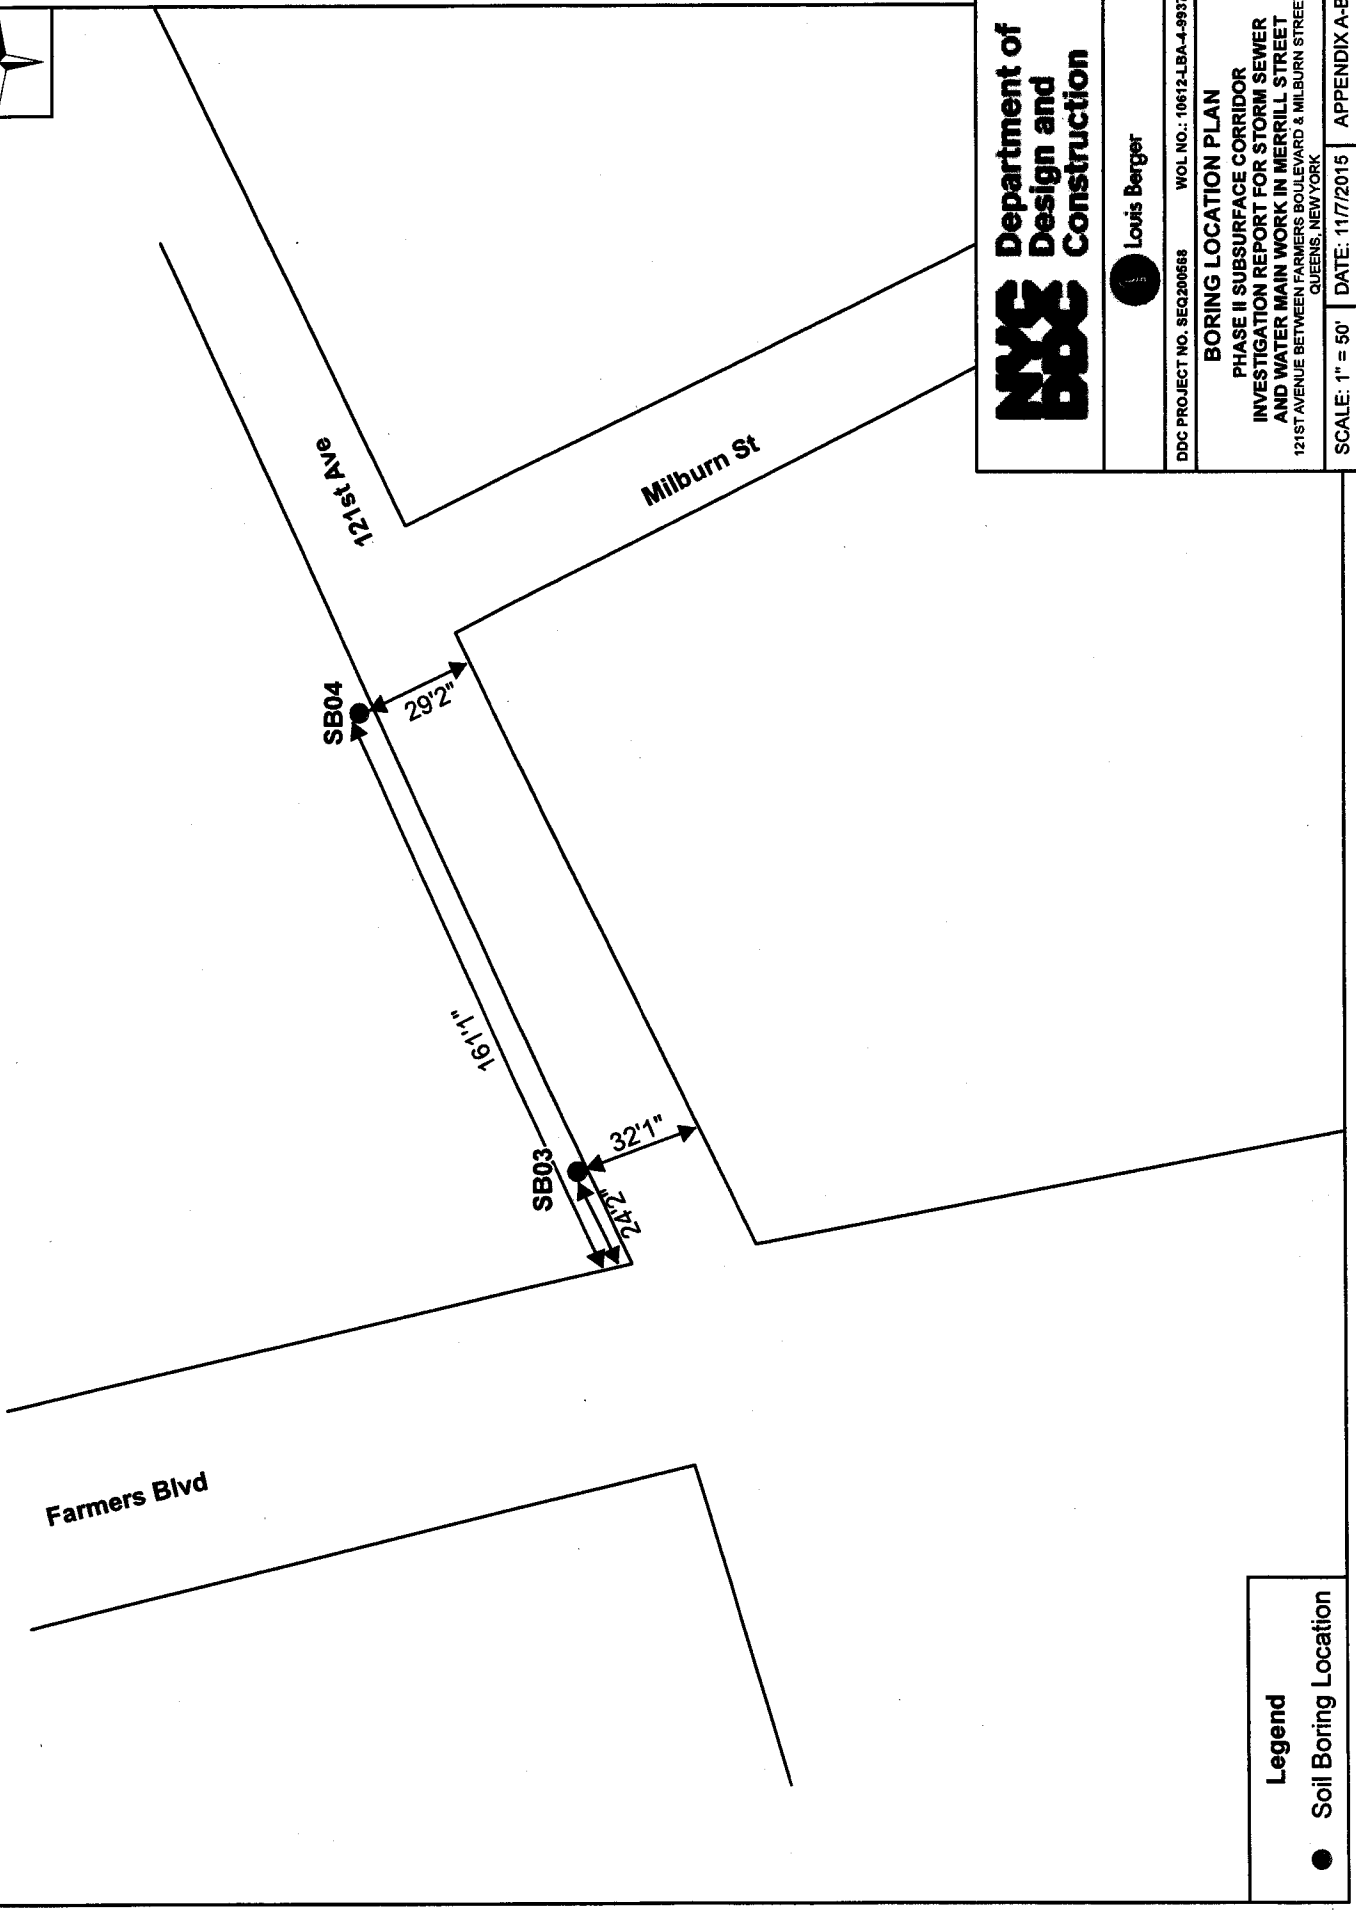 Farmers Blvd
121st Ave
Milburn St
SB03
SB04
161'1"
24'2"
32'1"
29'2"
Legend
Soil Boring Location
NYC Department of
DDC Design and
Construction
Louis Berger
DDC PROJECT NO. SEQ200568 WOL NO.: 10612-LBA-4-993
BORING LOCATION PLAN
PHASE II SUBSURFACE CORRIDOR
INVESTIGATION REPORT FOR STORM SEWER
AND WATER MAIN WORK IN MERRILL STREET
121ST AVENUE BETWEEN FARMERS BOULEVARD & MILBURN STREE
QUEENS, NEW YORK
SCALE: 1" = 50' DATE: 11/7/2015 APPENDIX A-